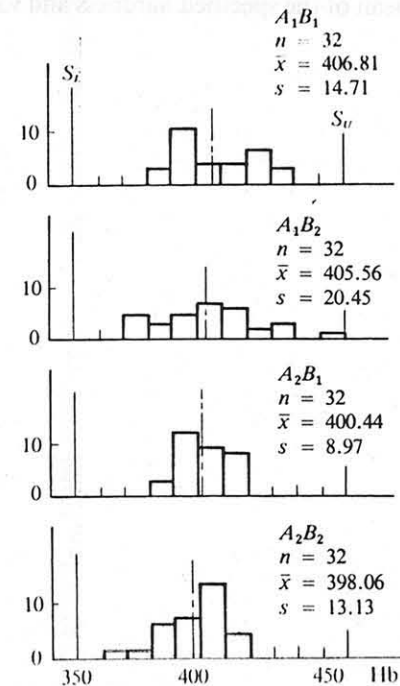 A₁B₁
n = 32
x̄ = 406.81
s = 14.71
S_L
S_U
10
0
A₁B₂
n = 32
x̄ = 405.56
s = 20.45
10
0
A₂B₁
n = 32
x̄ = 400.44
s = 8.97
10
0
A₂B₂
n = 32
x̄ = 398.06
s = 13.13
10
0
350 400 450 Hb